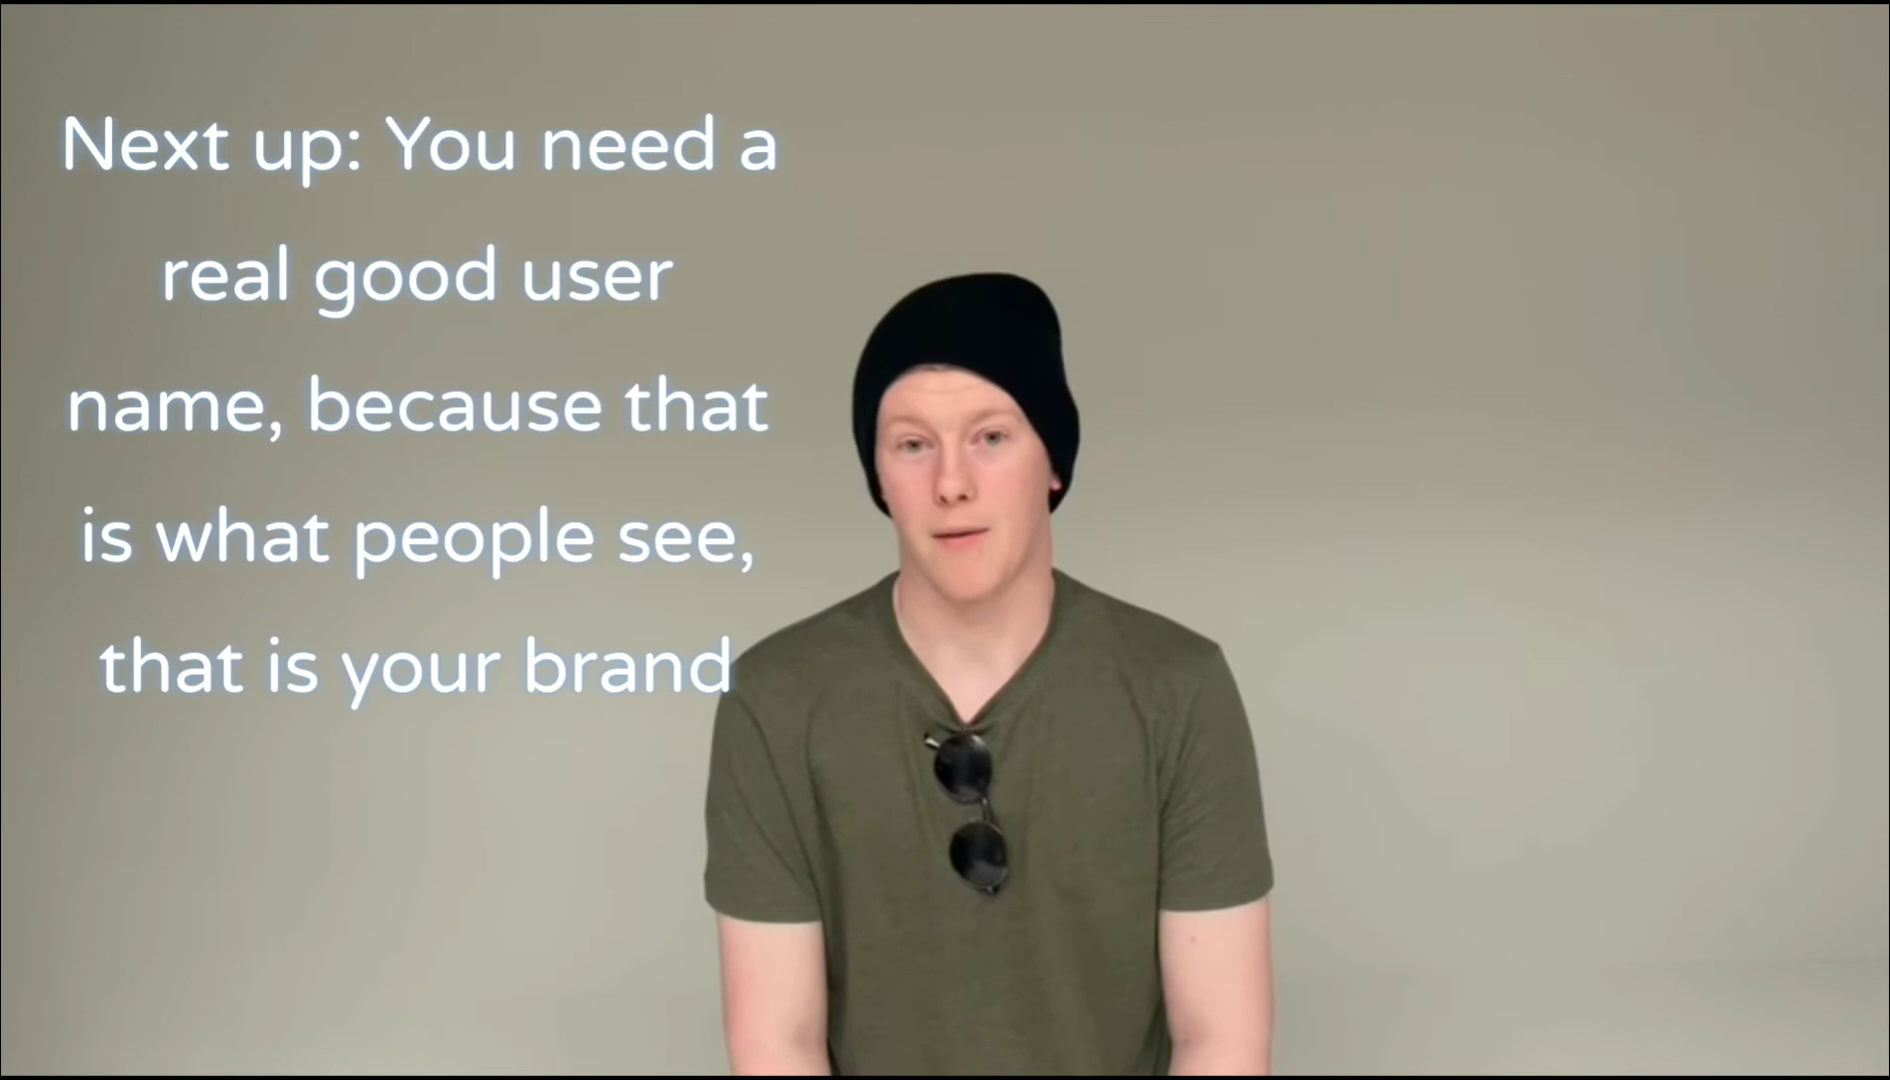 Next up: You need a
real good user
name, because that
is what people see,
that is your brand